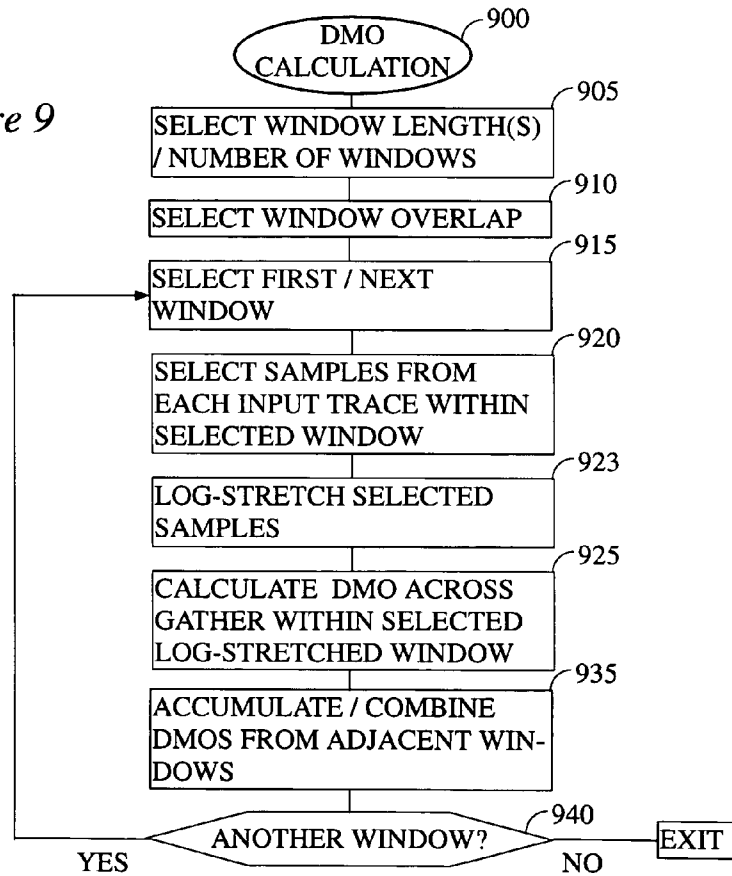 DMO
CALCULATION
900
re 9
905
SELECT WINDOW LENGTH(S)
/ NUMBER OF WINDOWS
910
SELECT WINDOW OVERLAP
915
SELECT FIRST / NEXT
WINDOW
920
SELECT SAMPLES FROM
EACH INPUT TRACE WITHIN
SELECTED WINDOW
923
LOG-STRETCH SELECTED
SAMPLES
925
CALCULATE DMO ACROSS
GATHER WITHIN SELECTED
LOG-STRETCHED WINDOW
935
ACCUMULATE / COMBINE
DMOS FROM ADJACENT WIN-
DOWS
940
ANOTHER WINDOW?
EXIT
YES
NO